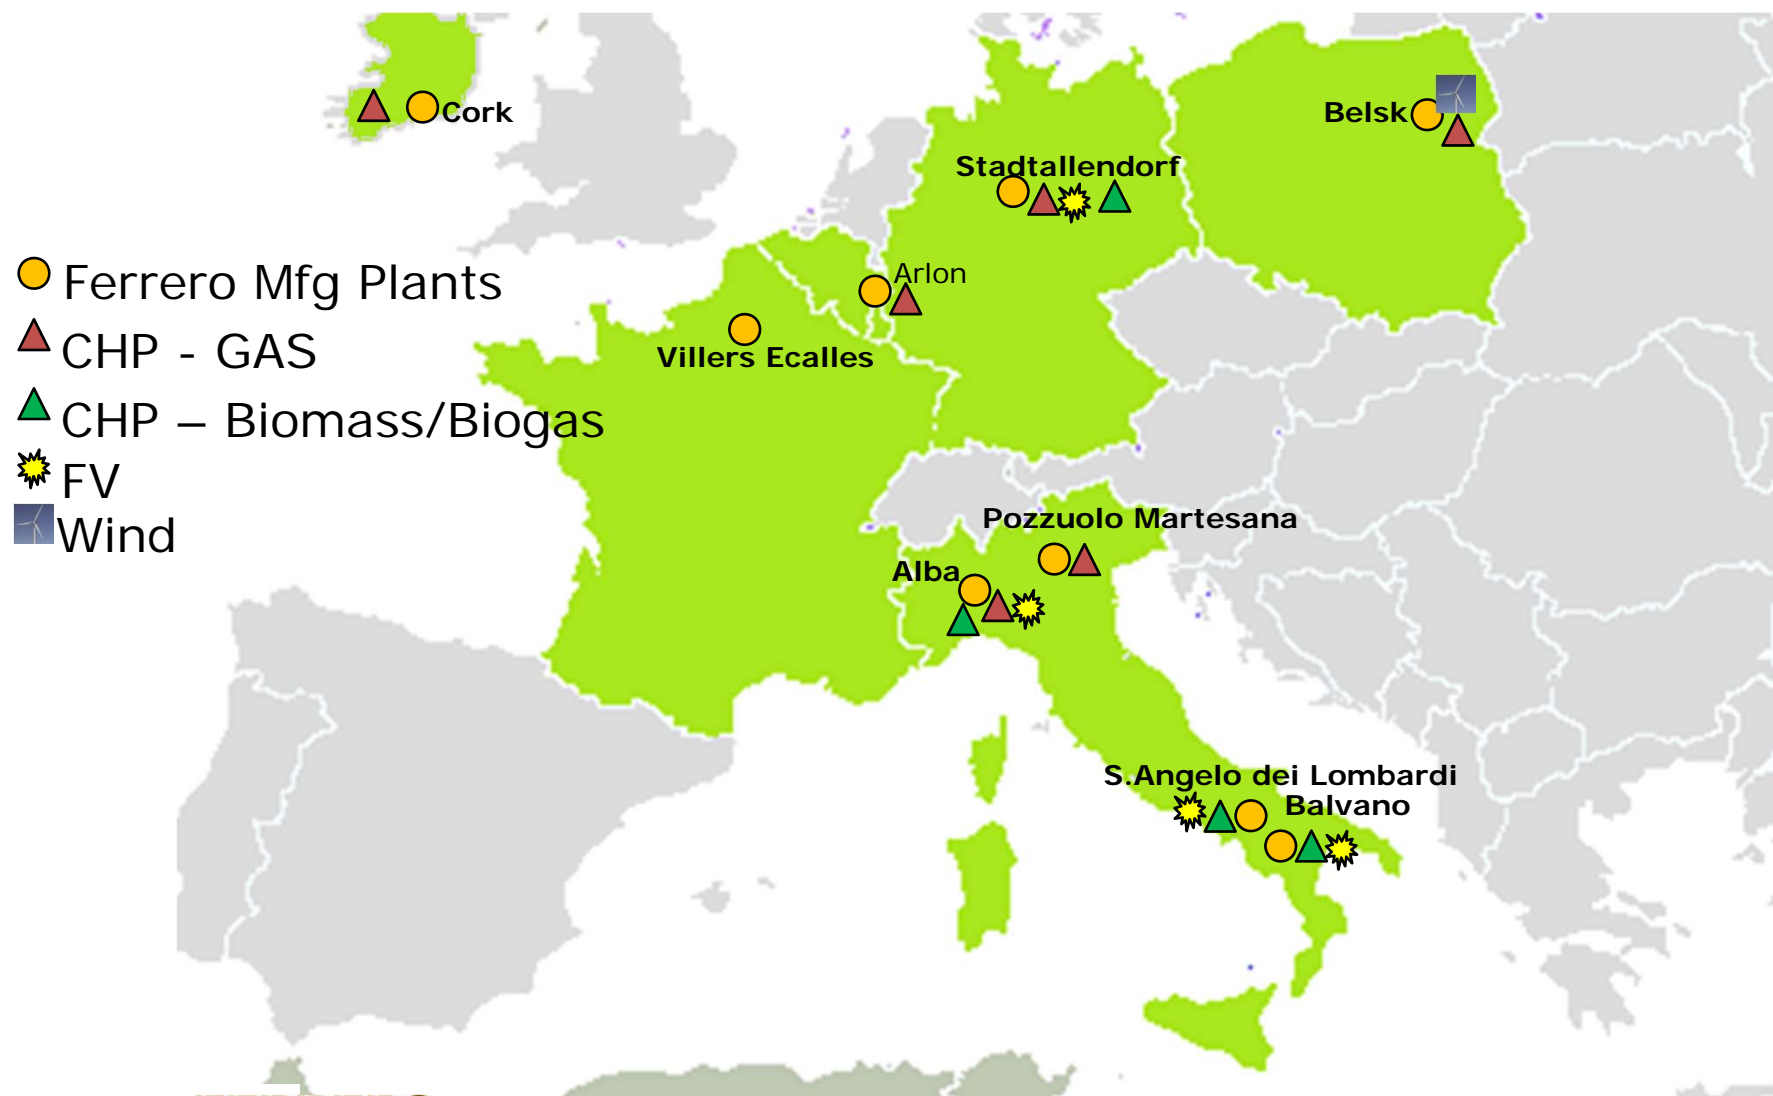 Cork
Belsk
Stadtallendorf
Arlon
Ferrero Mfg Plants
CHP - GAS
CHP – Biomass/Biogas
FV
Wind
Villers Ecalles
Pozzuolo Martesana
Alba
S.Angelo dei Lombardi
Balvano